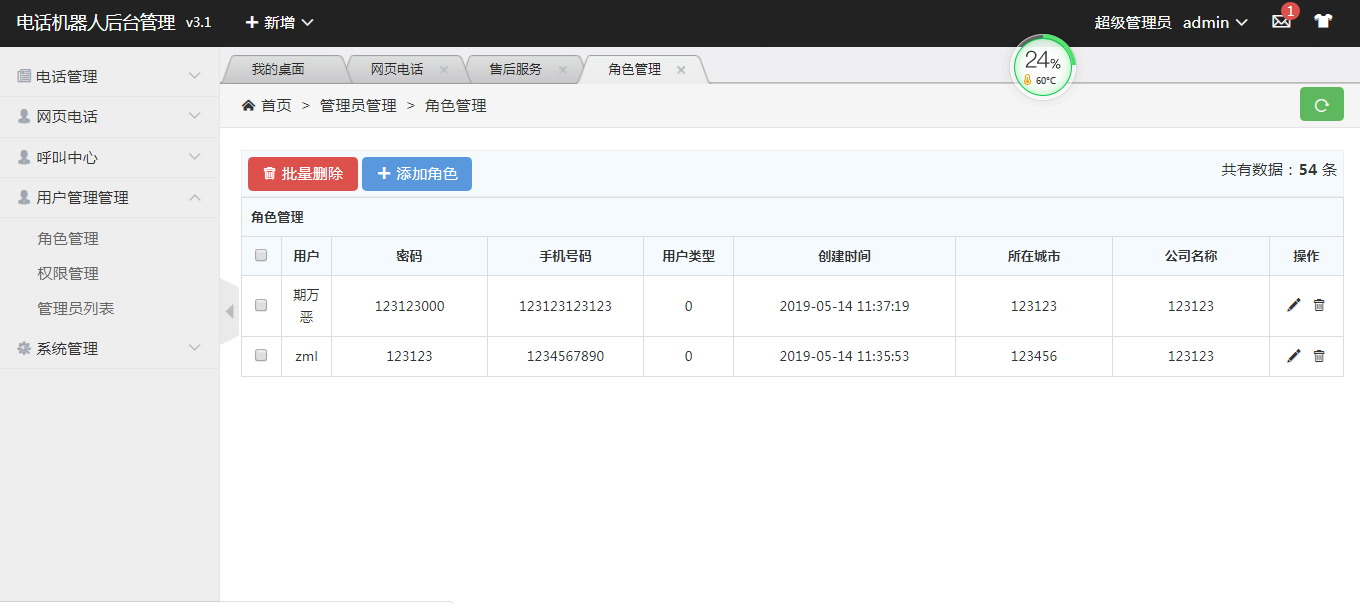 电话机器人后台管理 v3.1 新增 超级管理员 admin 1
电话管理
网页电话
呼叫中心
用户管理管理
角色管理
权限管理
管理员列表
系统管理
我的桌面 网页电话 售后服务 角色管理
24%
60°C
首页 > 管理员管理 > 角色管理
批量删除 添加角色 共有数据：54 条
角色管理
用户 密码 手机号码 用户类型 创建时间 所在城市 公司名称 操作
期万恶 123123000 123123123123 0 2019-05-14 11:37:19 123123 123123
zml 123123 1234567890 0 2019-05-14 11:35:53 123456 123123